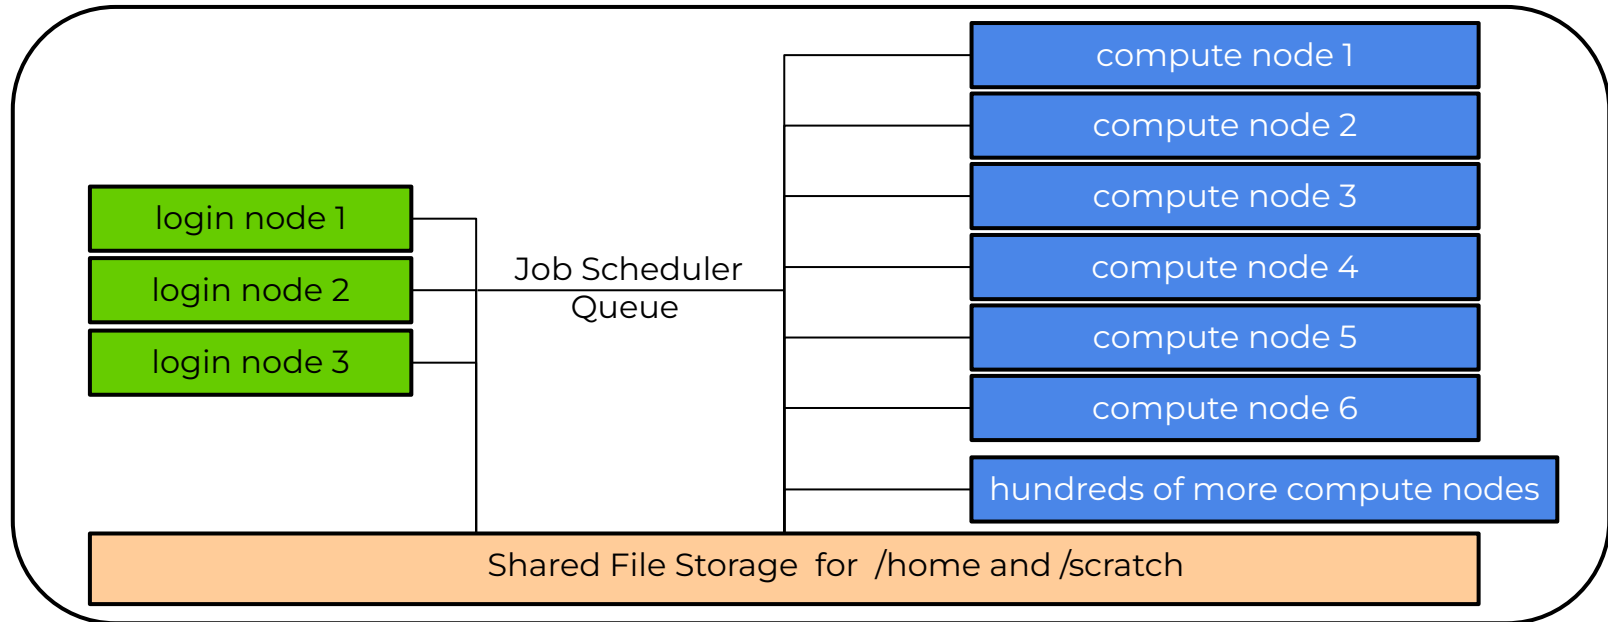 login node 1
login node 2
login node 3
Job Scheduler
Queue
compute node 1
compute node 2
compute node 3
compute node 4
compute node 5
compute node 6
hundreds of more compute nodes
Shared File Storage for /home and /scratch